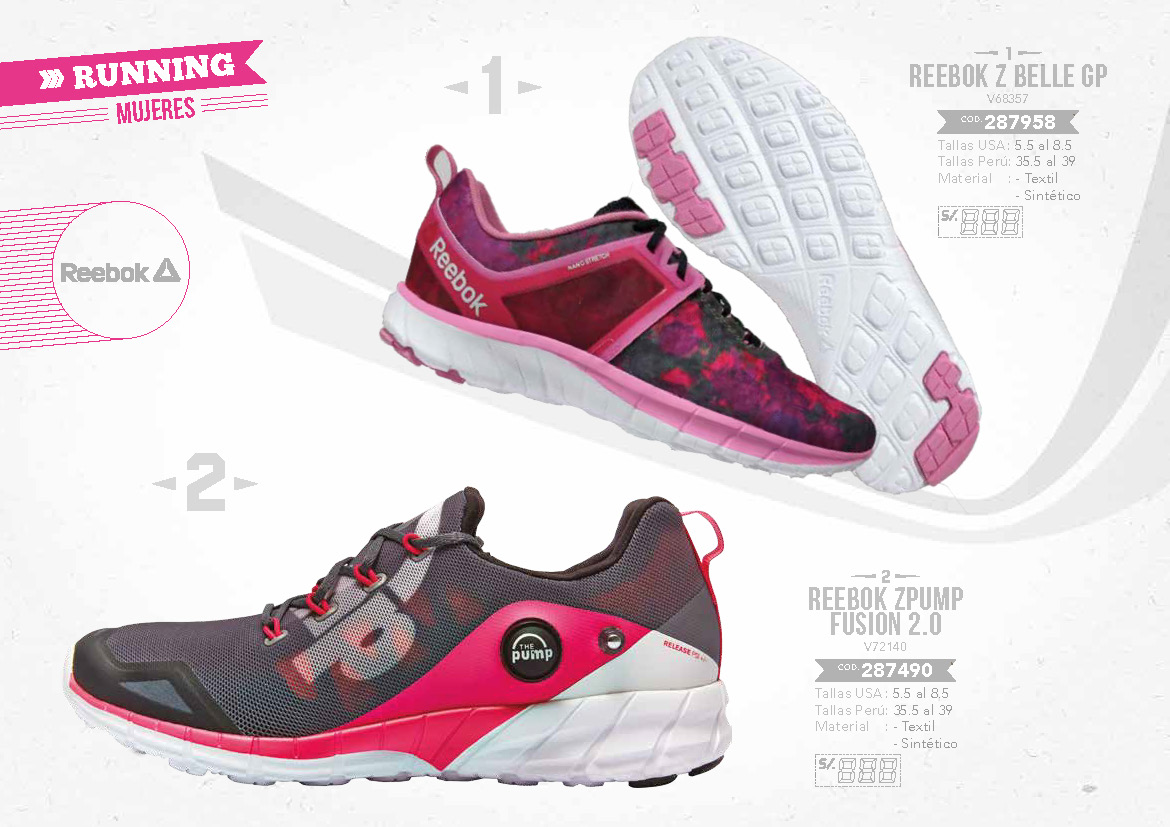 RUNNING
MUJERES
Reebok
1
1
REEBOK Z BELLE GP
V68357
COD. 287958
Tallas USA: 5.5 al 8.5
Tallas Perú: 35.5 al 39
Material : - Textil
- Sintético
S/. 888
Reebok
NANO STRETCH
Reebok
2
THE
pump
RELEASE
2
REEBOK ZPUMP
FUSION 2.0
V72140
COD. 287490
Tallas USA: 5.5 al 8.5
Tallas Perú: 35.5 al 39
Material : - Textil
- Sintético
S/. 888